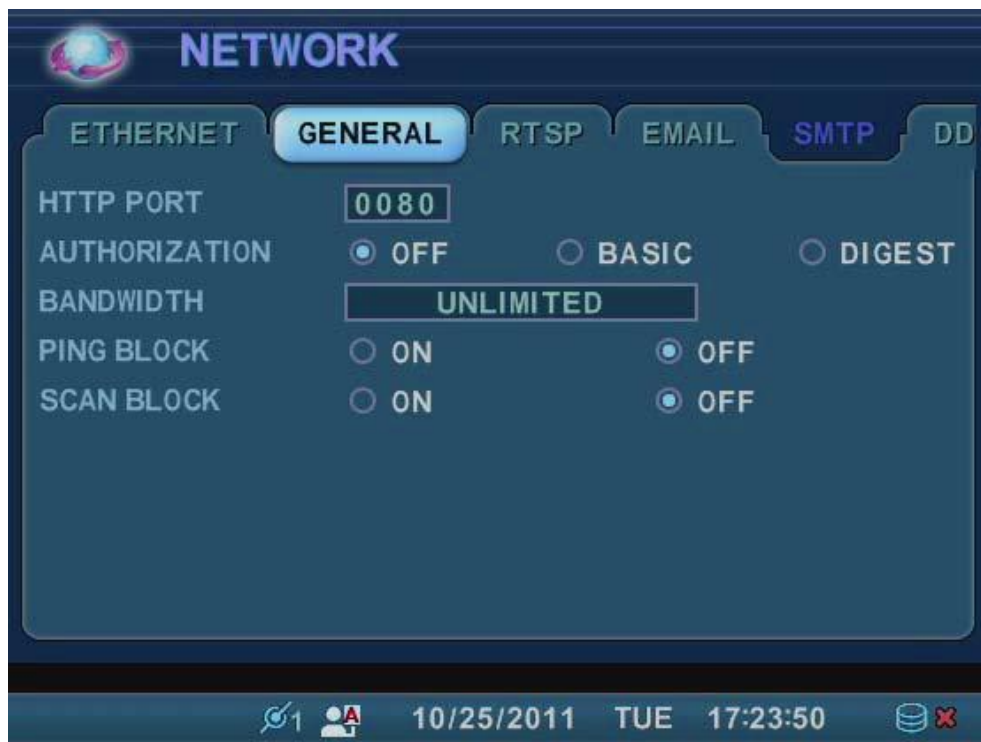 NETWORK
ETHERNET GENERAL RTSP EMAIL SMTP DD
HTTP PORT 0080
AUTHORIZATION OFF BASIC DIGEST
BANDWIDTH UNLIMITED
PING BLOCK ON OFF
SCAN BLOCK ON OFF
1 A 10/25/2011 TUE 17:23:50